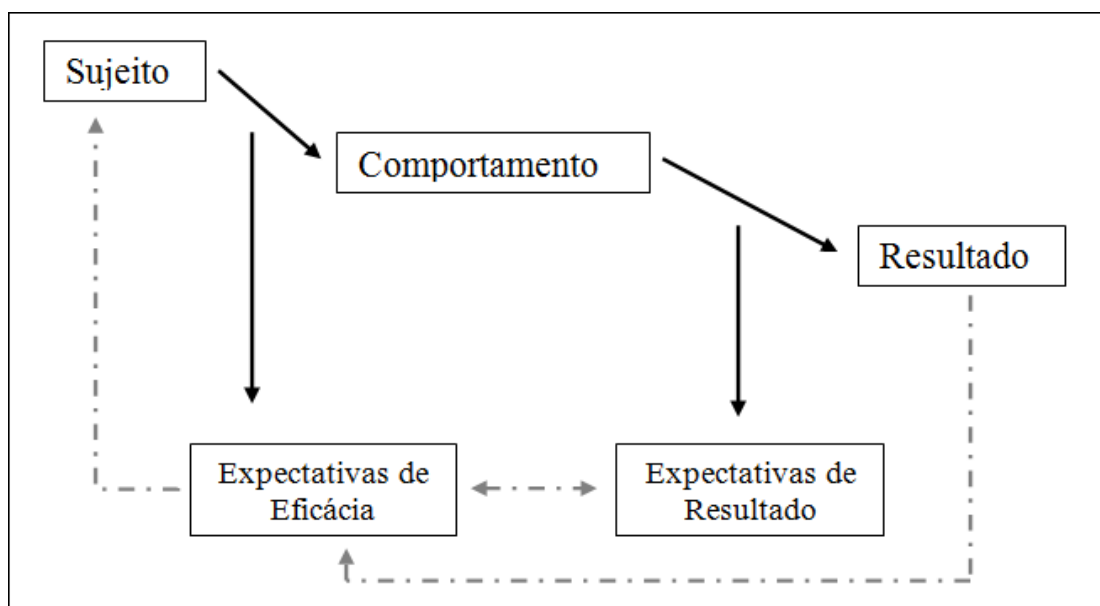 Sujeito
Comportamento
Resultado
Expectativas de
Eficácia
Expectativas de
Resultado